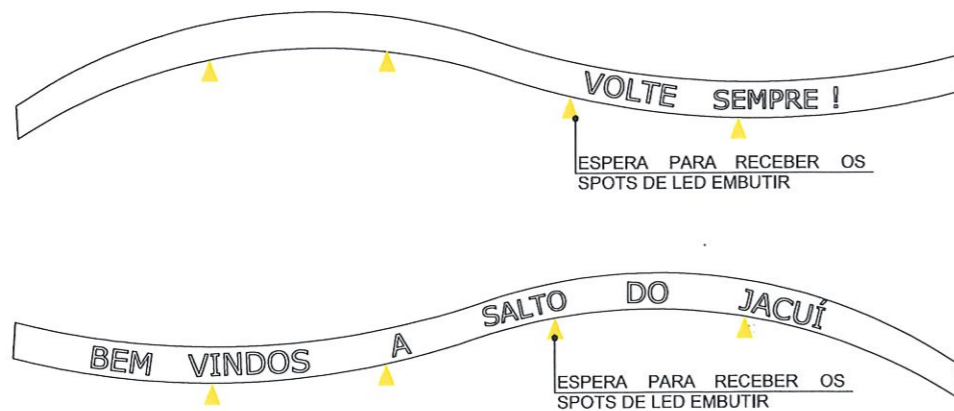 VOLTE SEMPRE !
ESPERA PARA RECEBER OS
SPOTS DE LED EMBUTIR
BEM VINDOS A SALTO DO JACUÍ
ESPERA PARA RECEBER OS
SPOTS DE LED EMBUTIR